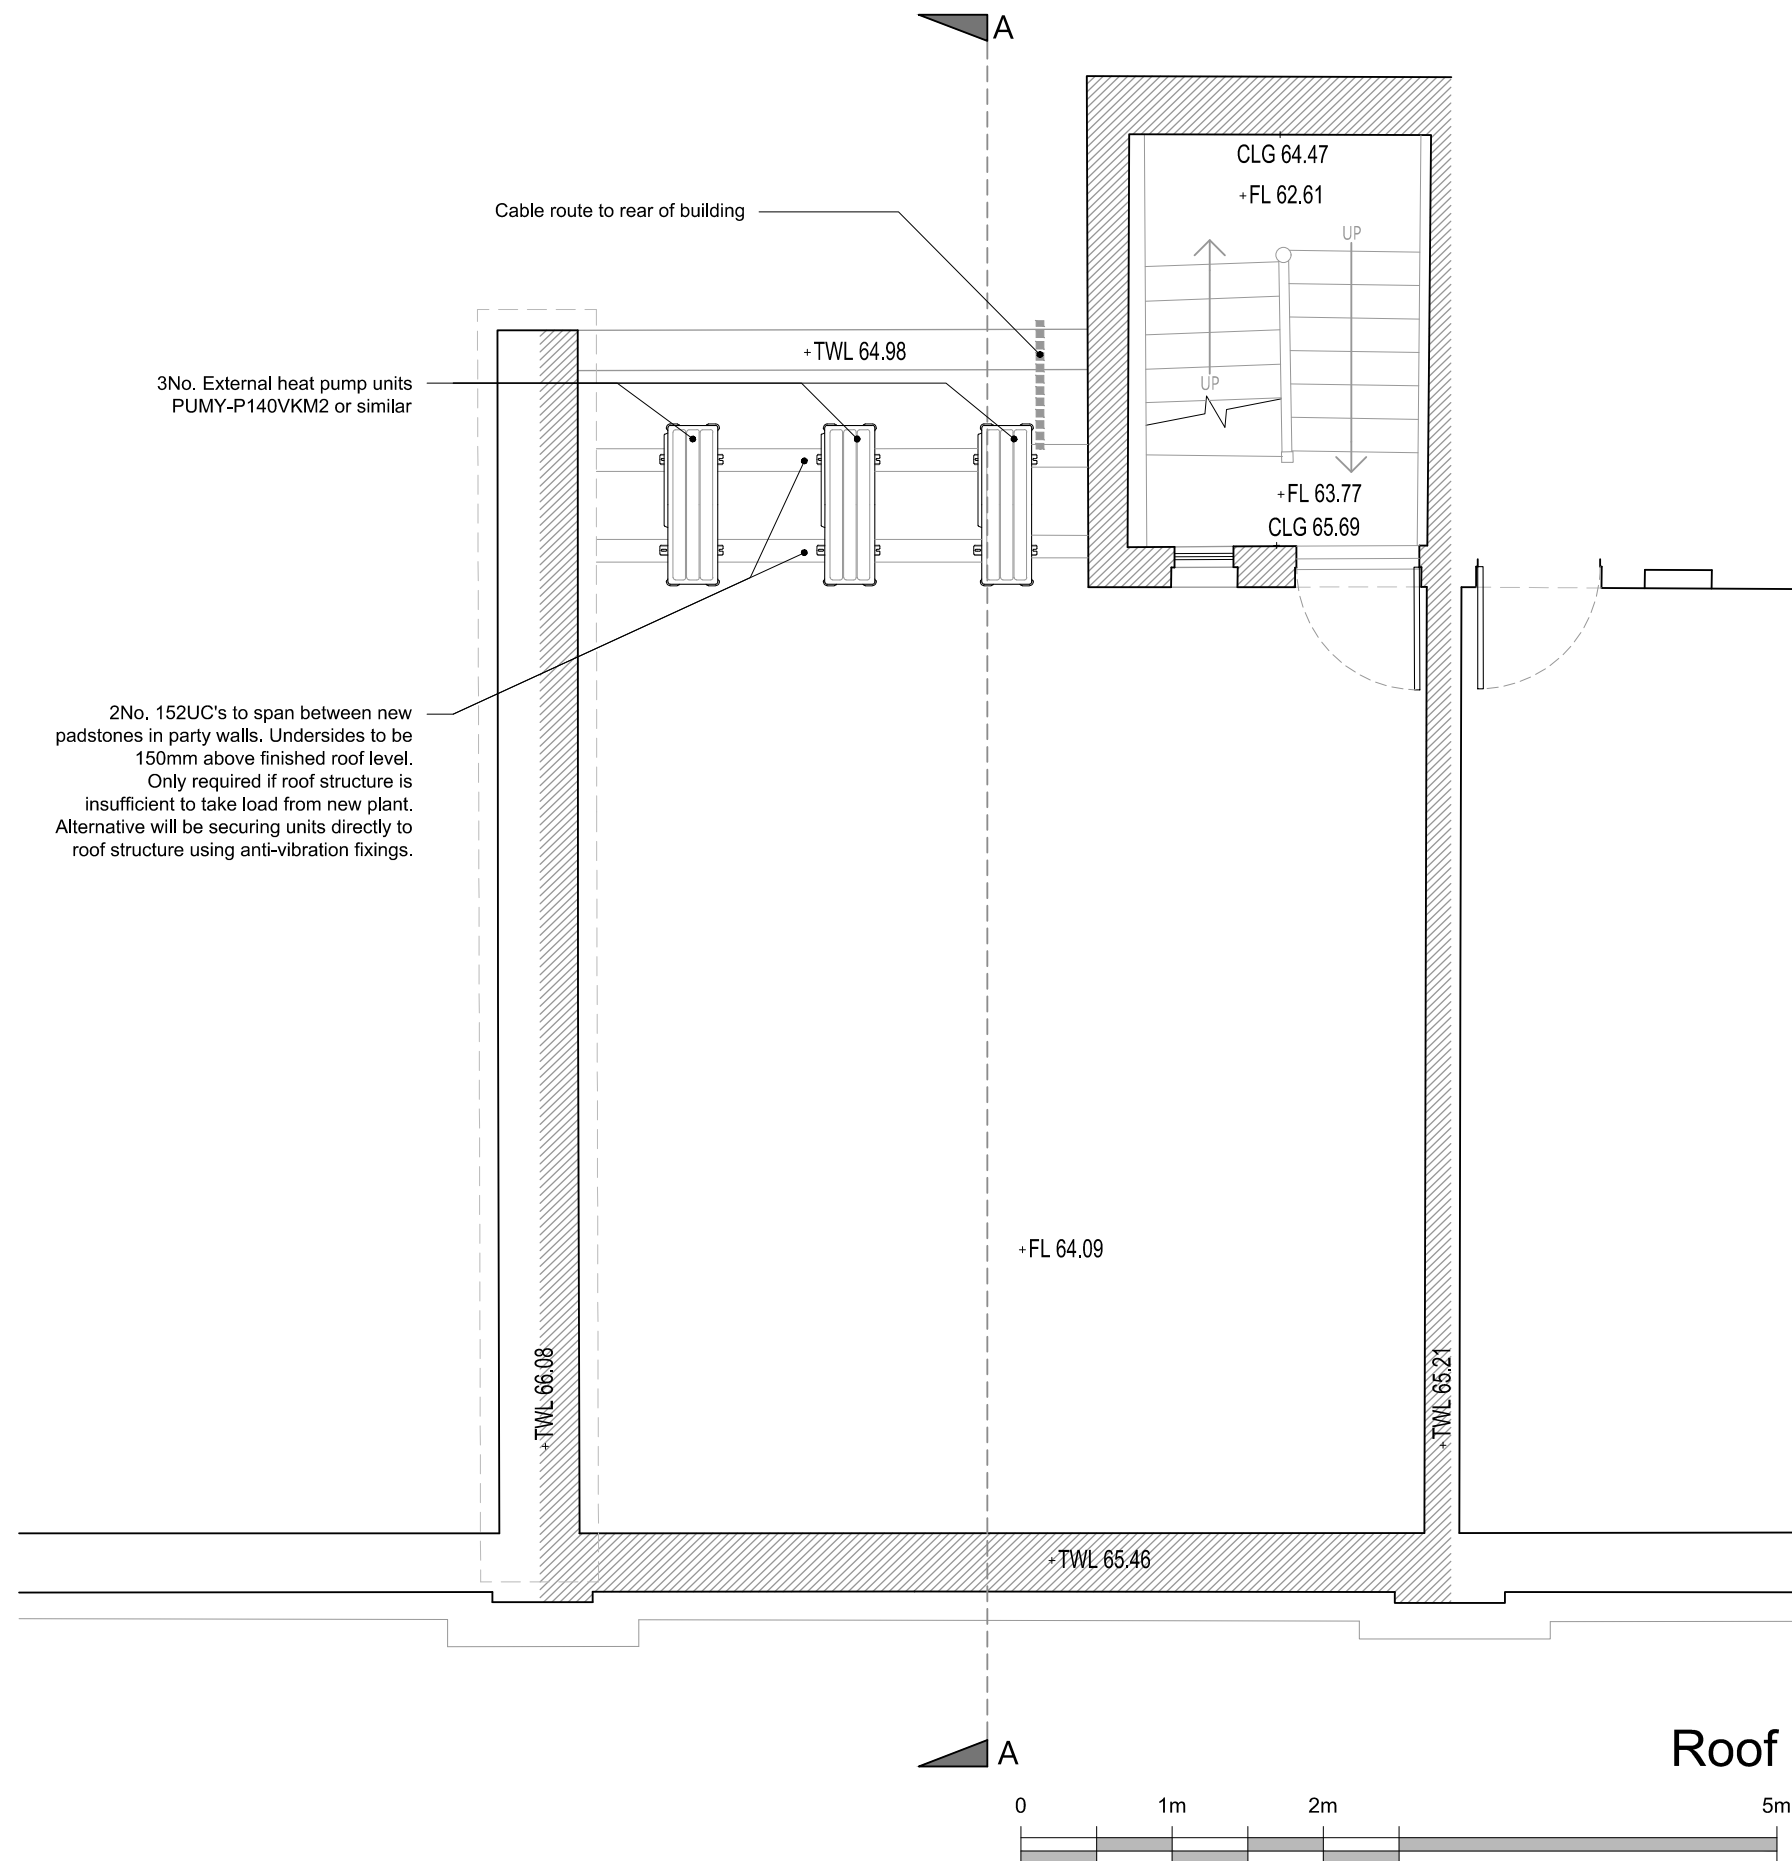 A
CLG 64.47
+FL 62.61
Cable route to rear of building
UP
+TWL 64.98
3No. External heat pump units
PUMY-P140VKM2 or similar
UP
+FL 63.77
CLG 65.69
2No. 152UC's to span between new
padstones in party walls. Undersides to be
150mm above finished roof level.
Only required if roof structure is
insufficient to take load from new plant.
Alternative will be securing units directly to
roof structure using anti-vibration fixings.
+FL 64.09
+TWL 66.08
+TWL 65.21
+TWL 65.46
A
Roof
0 1m 2m 5m